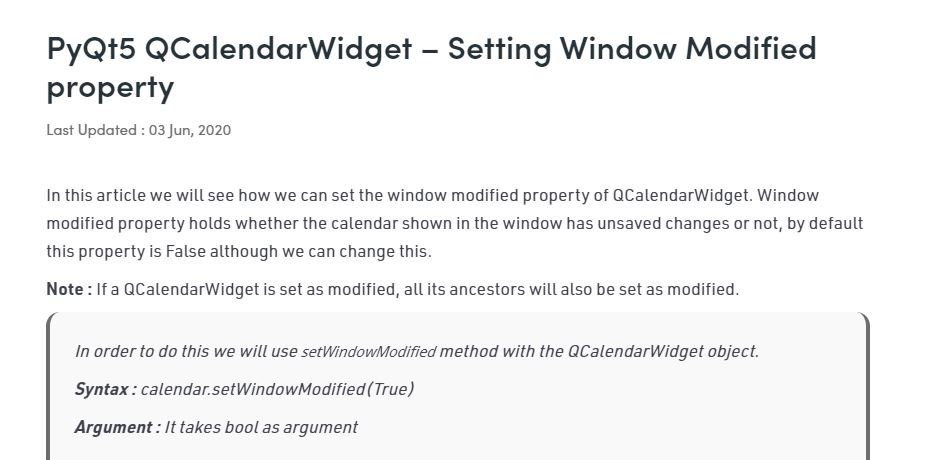 PyQt5 QCalendarWidget – Setting Window Modified
property
Last Updated : 03 Jun, 2020
In this article we will see how we can set the window modified property of QCalendarWidget. Window
modified property holds whether the calendar shown in the window has unsaved changes or not, by default
this property is False although we can change this.
Note : If a QCalendarWidget is set as modified, all its ancestors will also be set as modified.
In order to do this we will use setWindowModified method with the QCalendarWidget object.
Syntax : calendar.setWindowModified(True)
Argument : It takes bool as argument